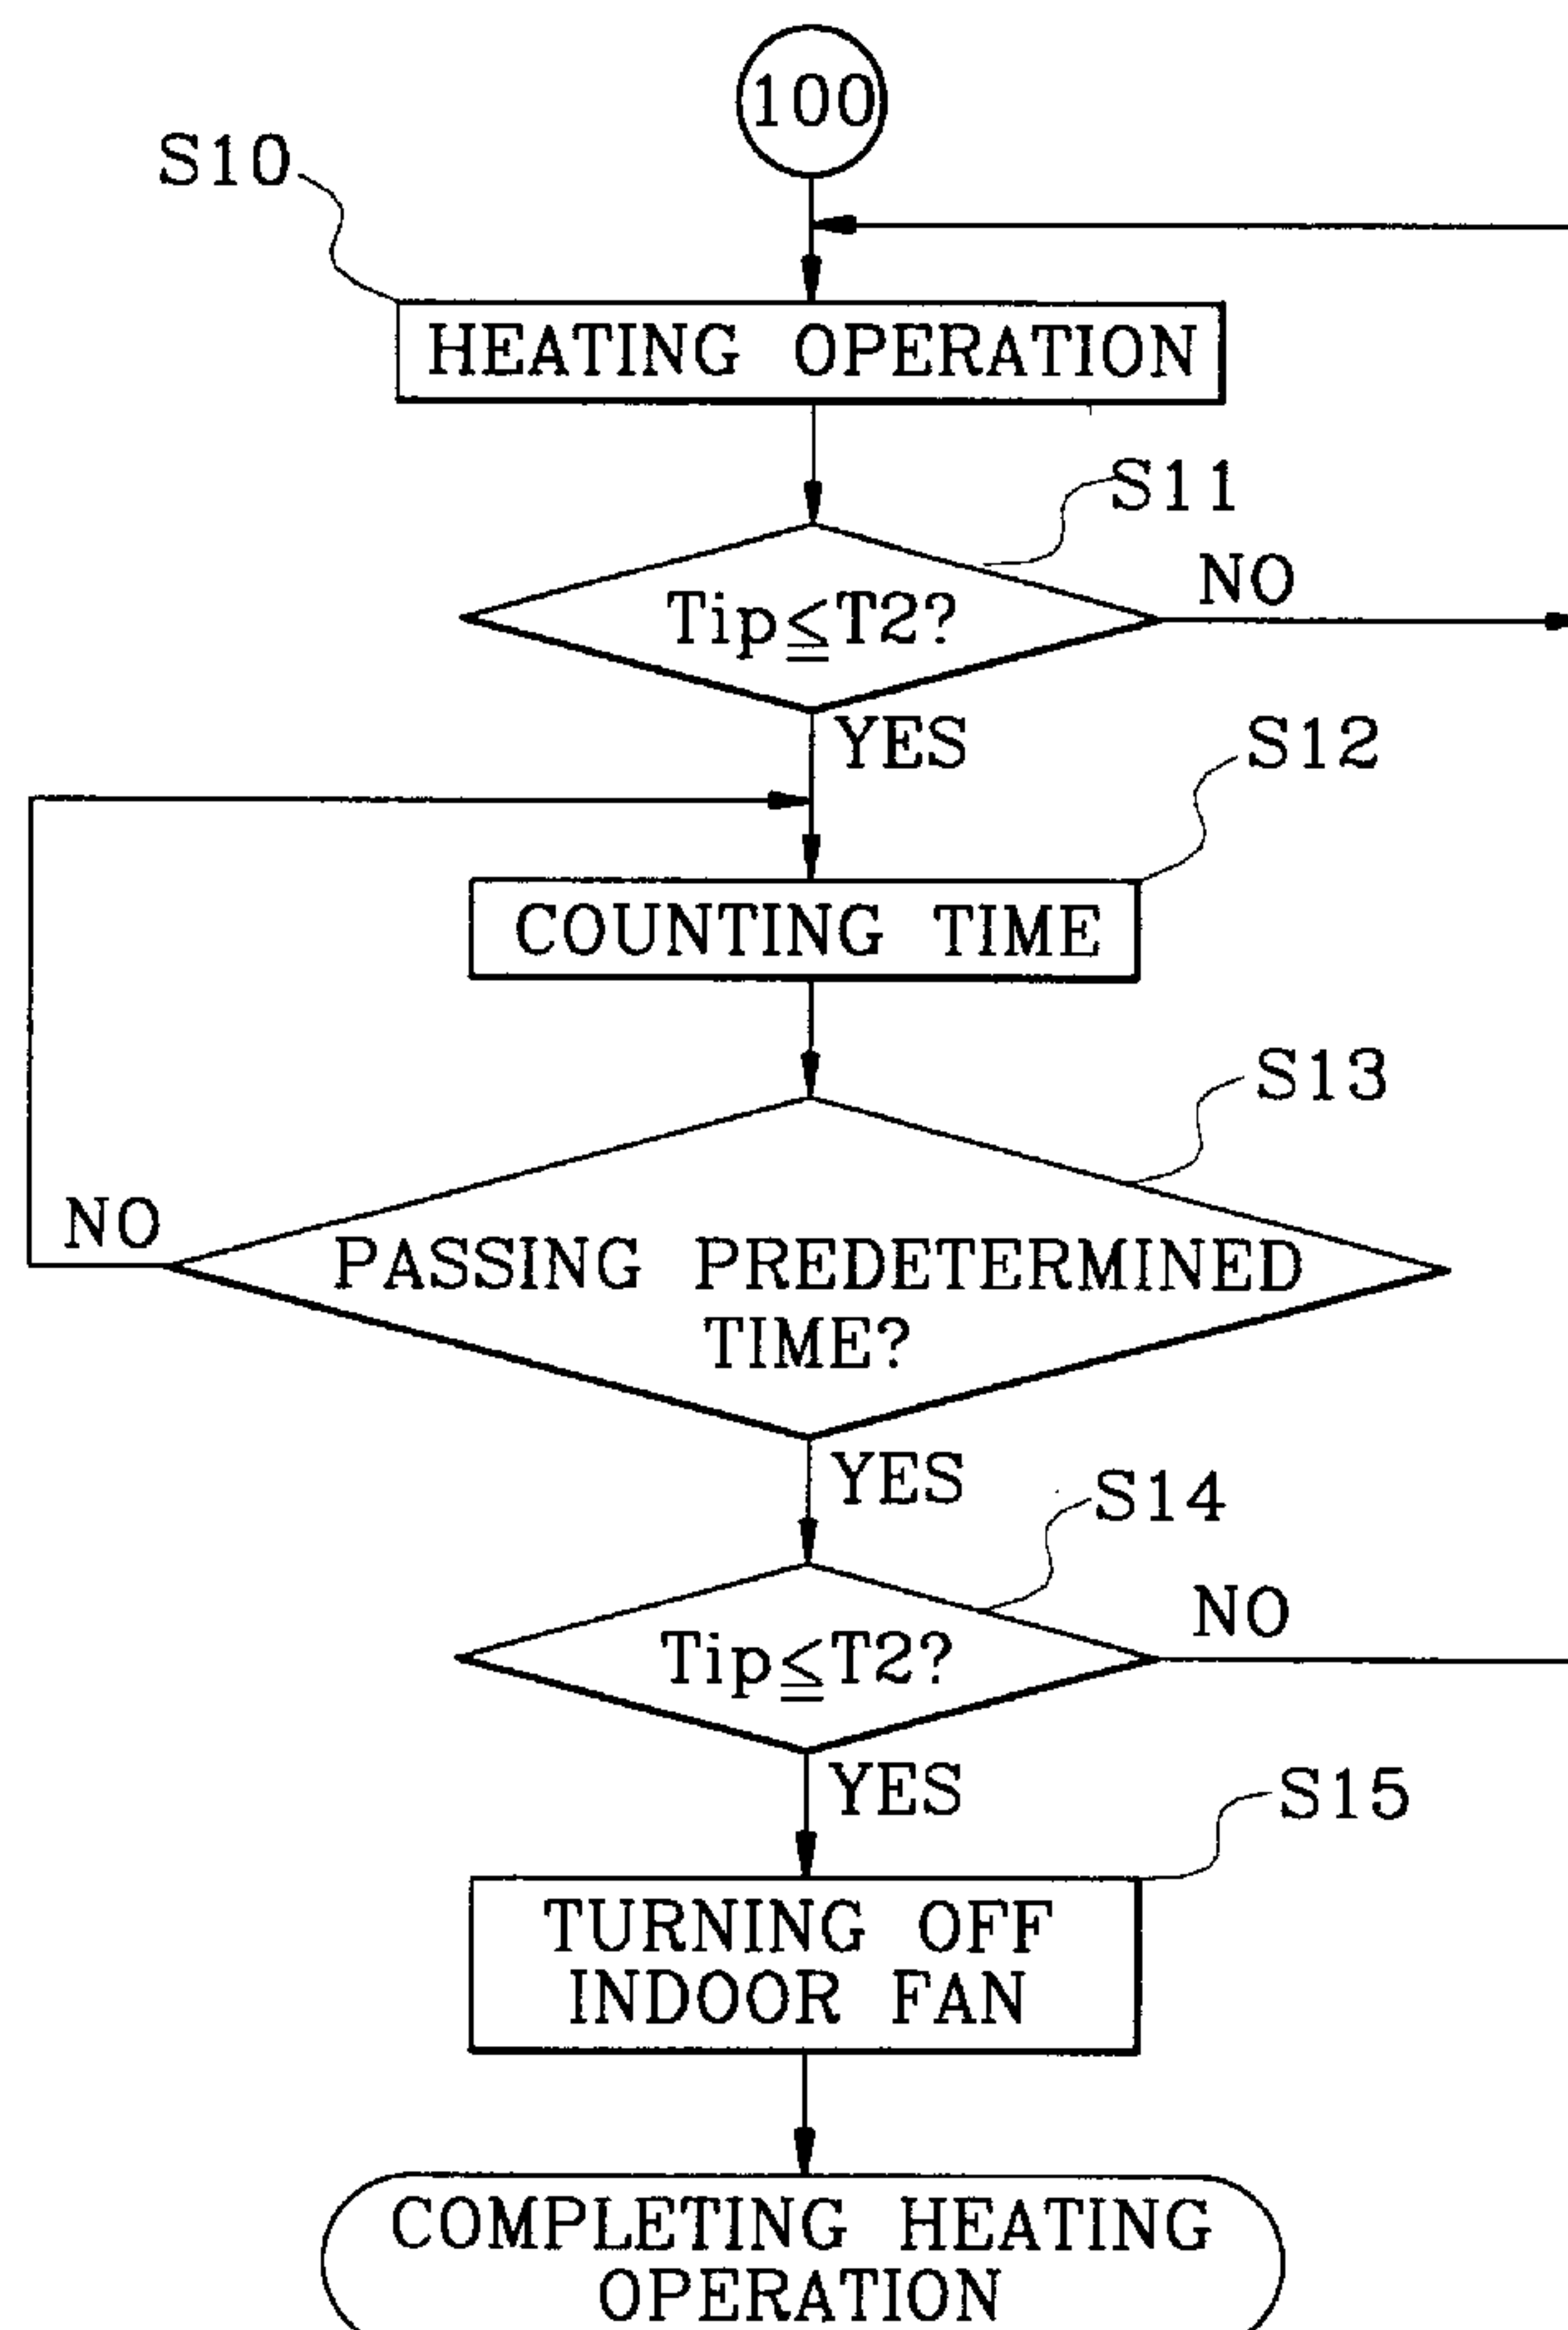 100
S10
HEATING OPERATION
S11
Tip≦T2?
NO
YES
S12
COUNTING TIME
S13
NO
PASSING PREDETERMINED
TIME?
YES
S14
Tip≦T2?
NO
YES
S15
TURNING OFF
INDOOR FAN
COMPLETING HEATING
OPERATION